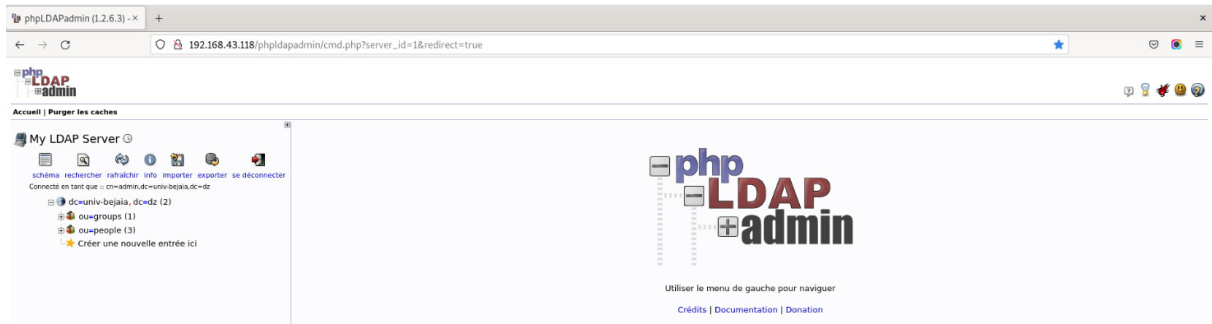 phpLDAPadmin (1.2.6.3) - ×
192.168.43.118/phpldapadmin/cmd.php?server_id=1&redirect=true
php
LDAP
admin
Accueil | Purger les caches
My LDAP Server
schéma rechercher rafraîchir info importer exporter se déconnecter
Connecté en tant que :: cn=admin,dc=univ-bejaia,dc=dz
dc=univ-bejaia, dc=dz (2)
ou=groups (1)
ou=people (3)
Créer une nouvelle entrée ici
php
LDAP
admin
Utiliser le menu de gauche pour naviguer
Crédits | Documentation | Donation